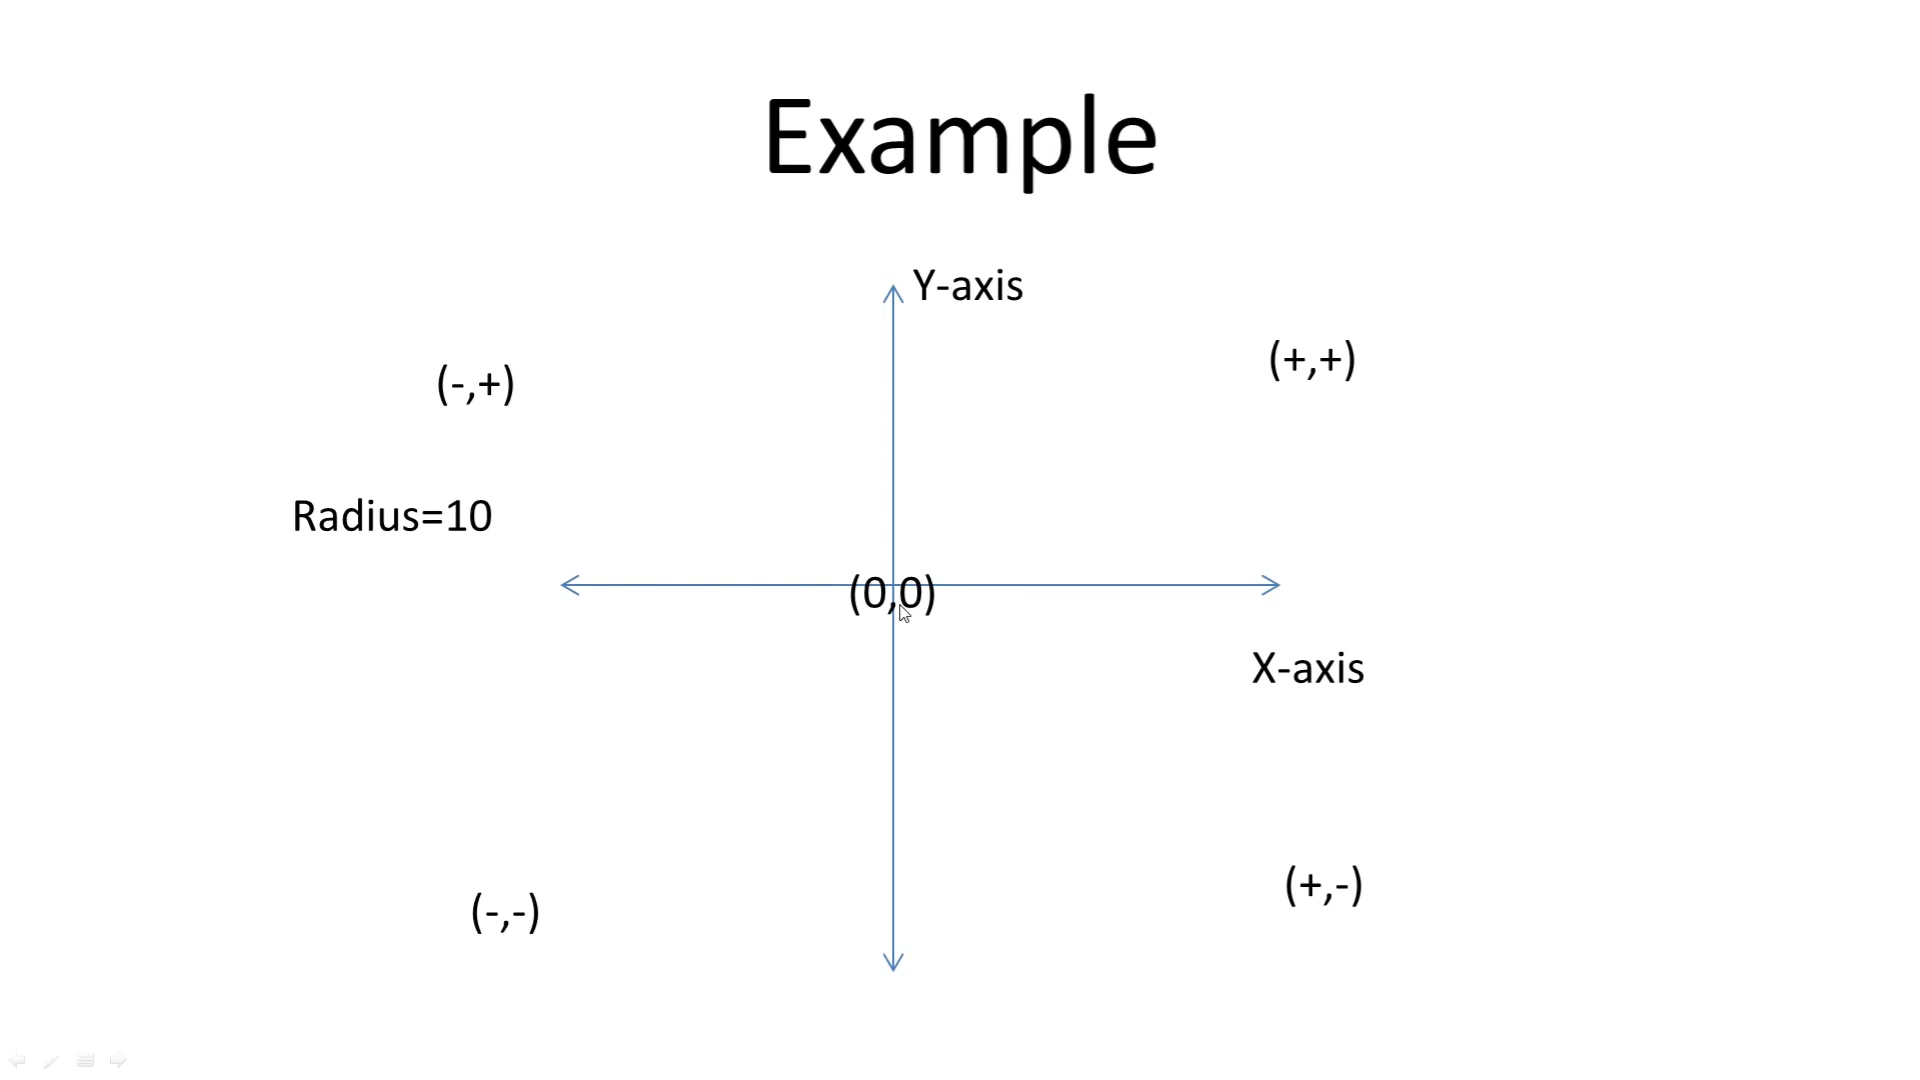 Example
Y-axis
(+,+)
(-,+)
Radius=10
(0,0)
X-axis
(+,-)
(-,-)